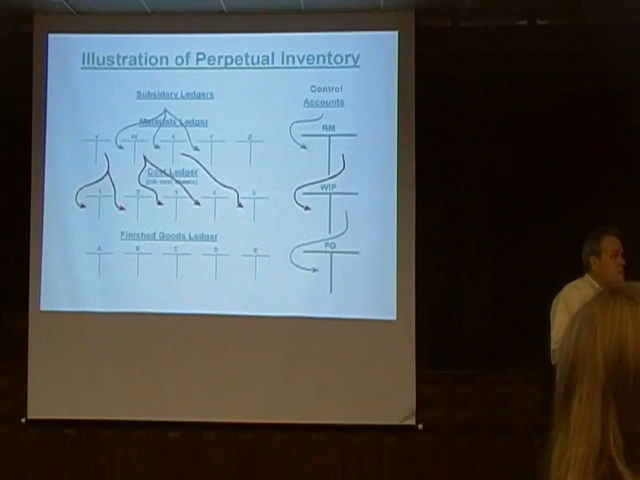 Illustration of Perpetual Inventory
Subsidiary Ledgers
Control
Accounts
Materials Ledger
V W X Y Z
RM
Cost Ledger
(job cost sheets)
1 2 3 4 5
WIP
Finished Goods Ledger
A B C D E
FG